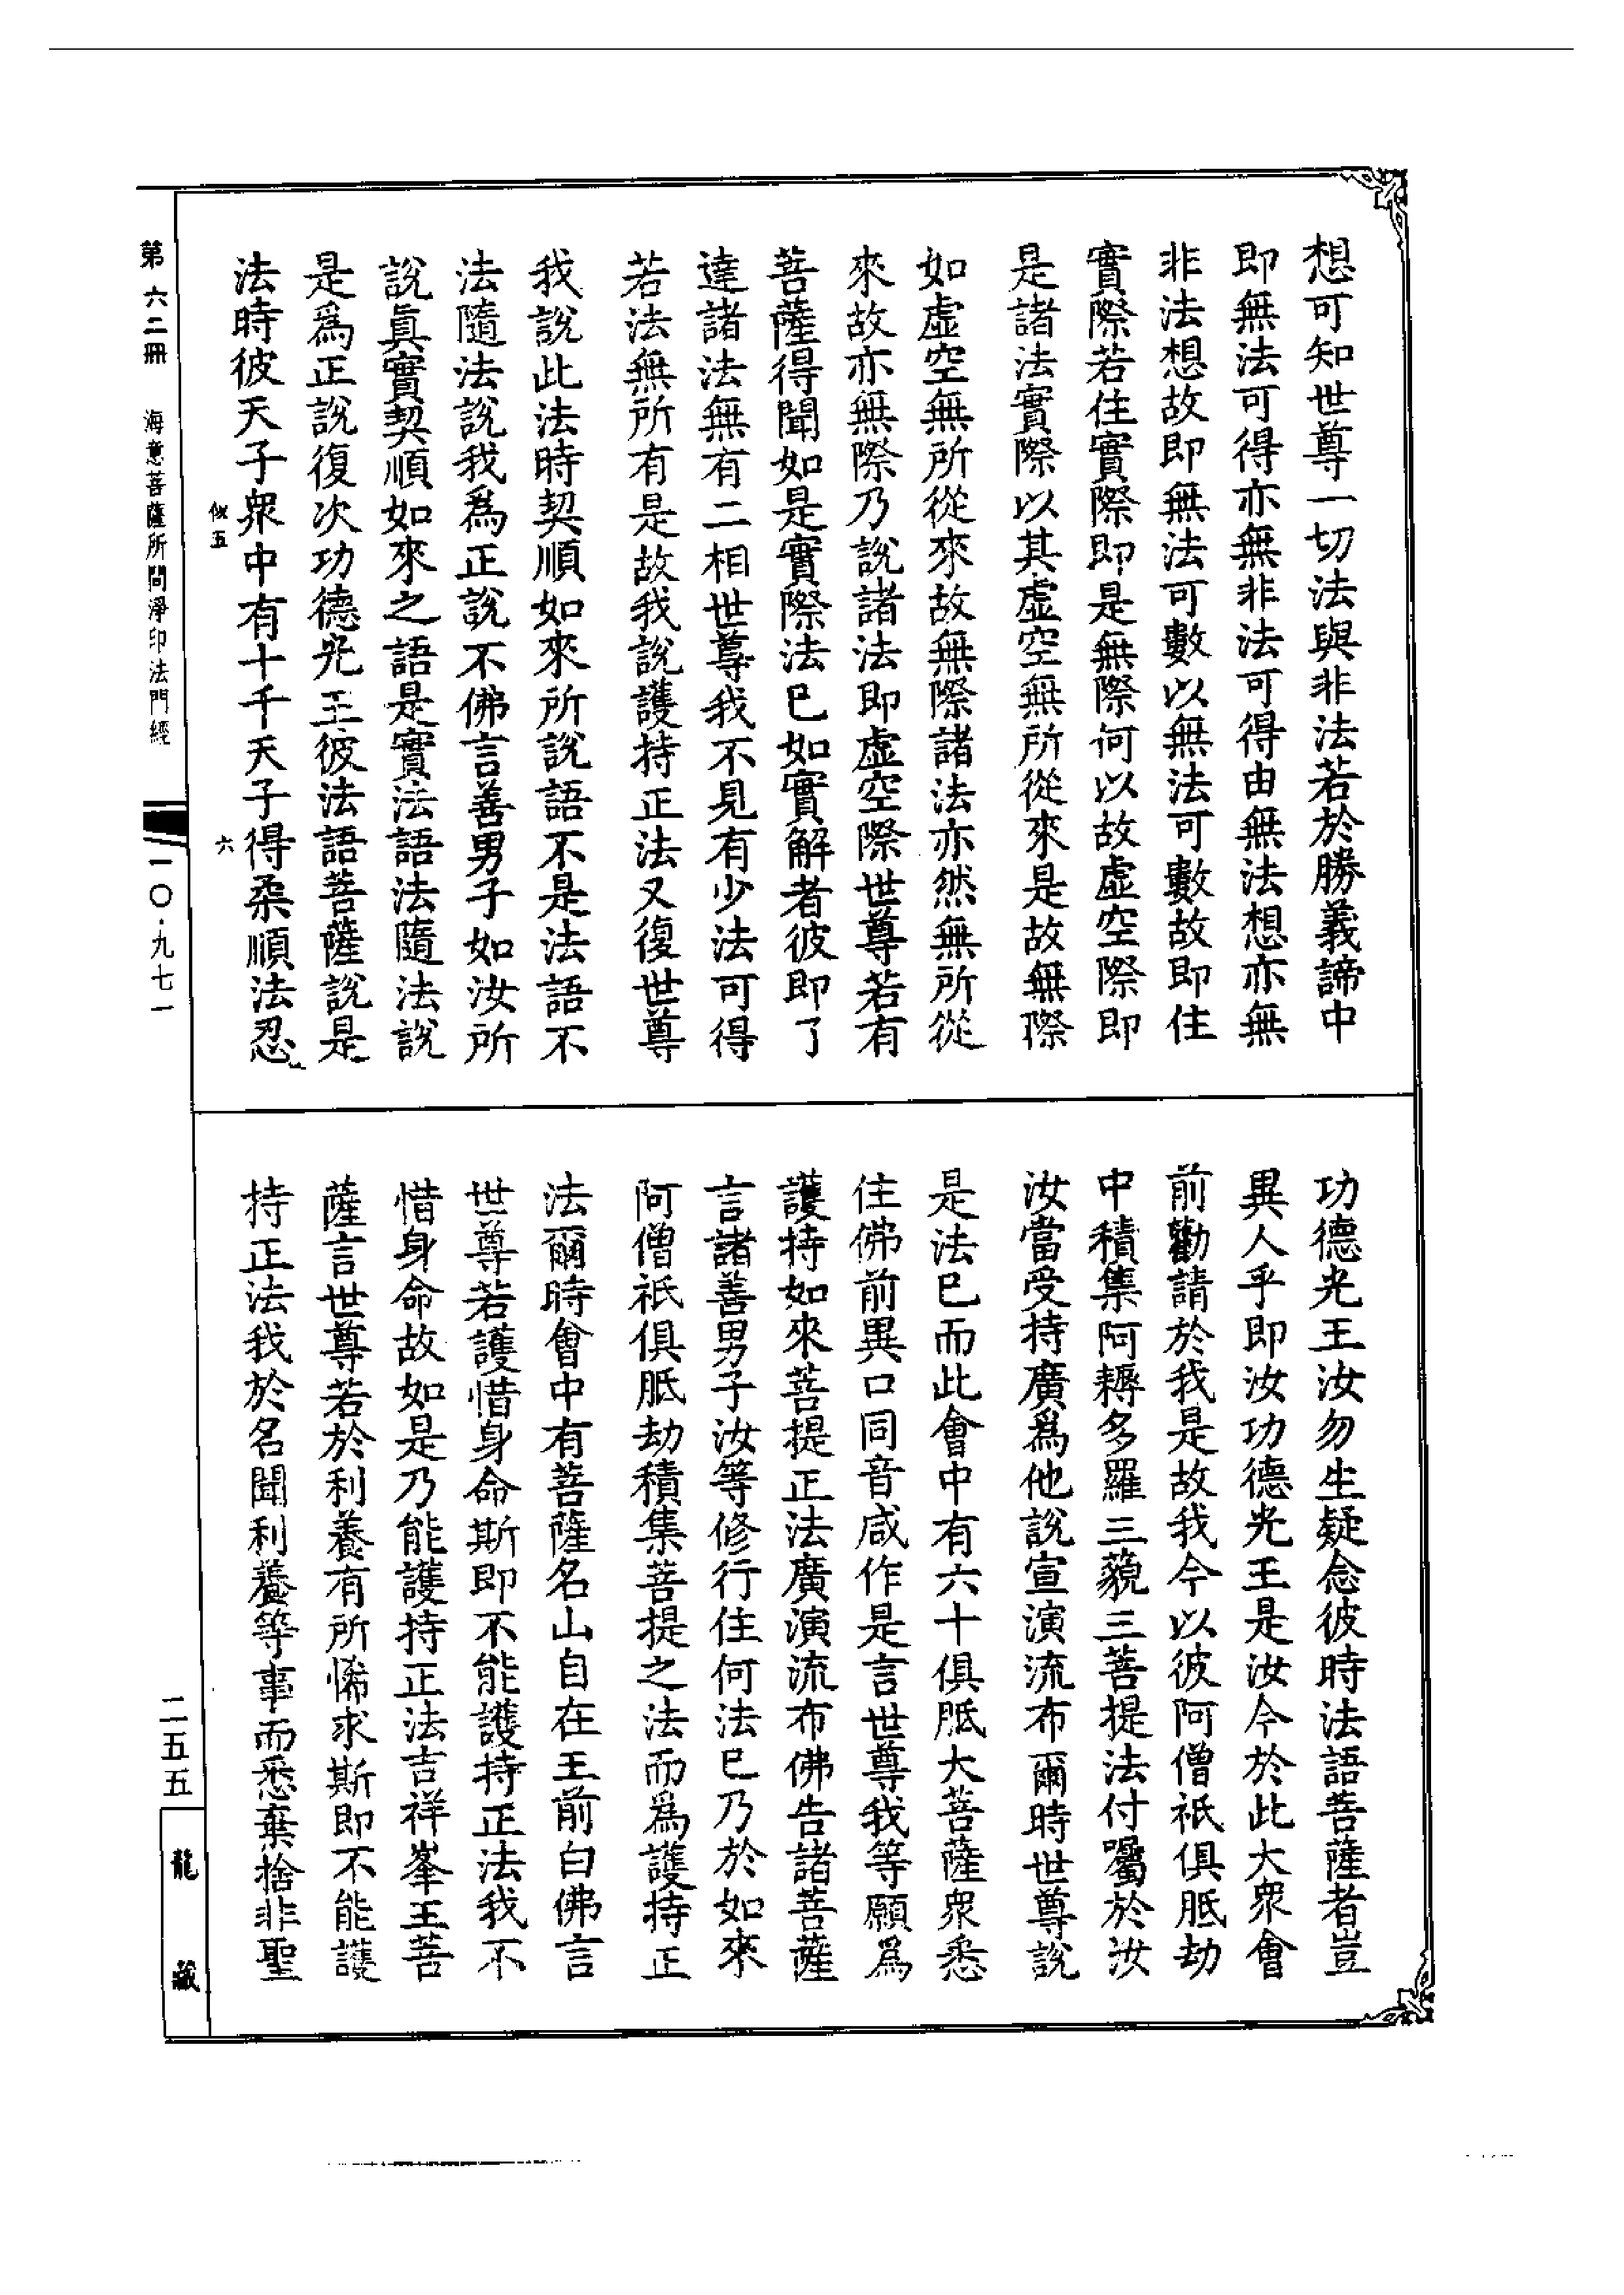 想可知世尊一切法與非法若於勝義諦中
即無法可得亦無非法可得由無法想亦無
非法想故即無法可數以無法可數故即住
實際若住實際即是無際何以故虛空際即
是諸法實際以其虛空無所從來是故無際
如虛空無所從來故無際諸法亦然無所從
來故亦無際乃說諸法即虛空際世尊若有
菩薩得聞如是實際法已如實解者彼即了
達諸法無有二相世尊我不見有少法可得
若法無所有是故我說護持正法又復世尊
我說此法時契順如來所說語不是法語不
法隨法說我為正說不佛言善男子如汝所
說眞實契順如來之語是實法語法隨法說
是為正說復次功德光王彼法語菩薩說是
法時彼天子眾中有十千天子得柔順法忍
功德光王汝勿生疑念彼時法語菩薩者豈
異人乎即汝功德光王是汝今於此大眾會
前勸請於我是故我今以彼阿僧祇俱胝劫
中積集阿耨多羅三藐三菩提法付囑於汝
汝當受持廣為他說宣演流布爾時世尊說
是法已而此會中有六十俱胝大菩薩眾悉
住佛前異口同音咸作是言世尊我等願為
護持如來菩提正法廣演流布佛告諸菩薩
言諸善男子汝等修行住何法已乃於如來
阿僧祇俱胝劫積集菩提之法而為護持正
法爾時會中有菩薩名山自在王前白佛言
世尊若護惜身命斯即不能護持正法我不
惜身命故如是乃能護持正法吉祥峯王菩
薩言世尊若於利養有所悕求斯即不能護
持正法我於名聞利養等事而悉棄捨非聖
第六二冊 海意菩薩所問淨印法門經 一〇·九七一
六
二五五
龍藏